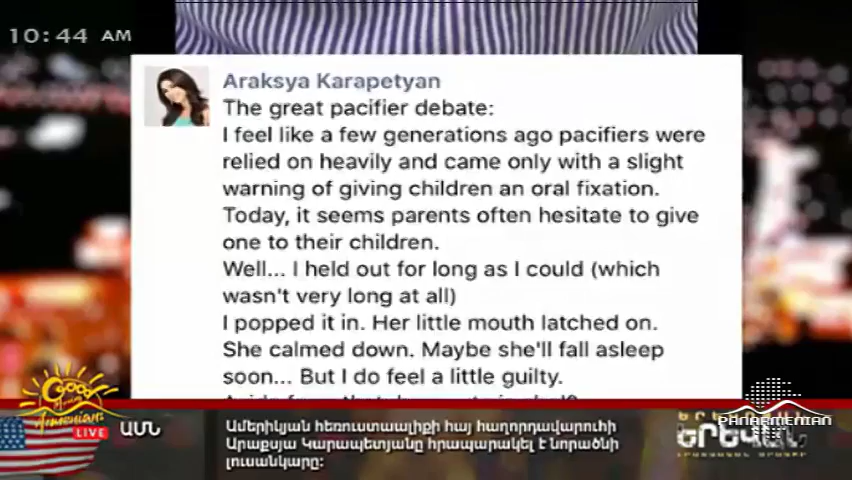 10:44 AM
Araksya Karapetyan
The great pacifier debate:
I feel like a few generations ago pacifiers were
relied on heavily and came only with a slight
warning of giving children an oral fixation.
Today, it seems parents often hesitate to give
one to their children.
Well... I held out for long as I could (which
wasn't very long at all)
I popped it in. Her little mouth latched on.
She calmed down. Maybe she'll fall asleep
soon... But I do feel a little guilty.
Good
Morning
Armenians
LIVE
ԱՄՆ
Ամերիկյան հեռուստաալիքի հայ հաղորդավարուհի
Արաքսյա Կարապետյանը հրապարակել է նորածնի
լուսանկարը:
PANARMENIAN
ԵՐԵՎԱՆ